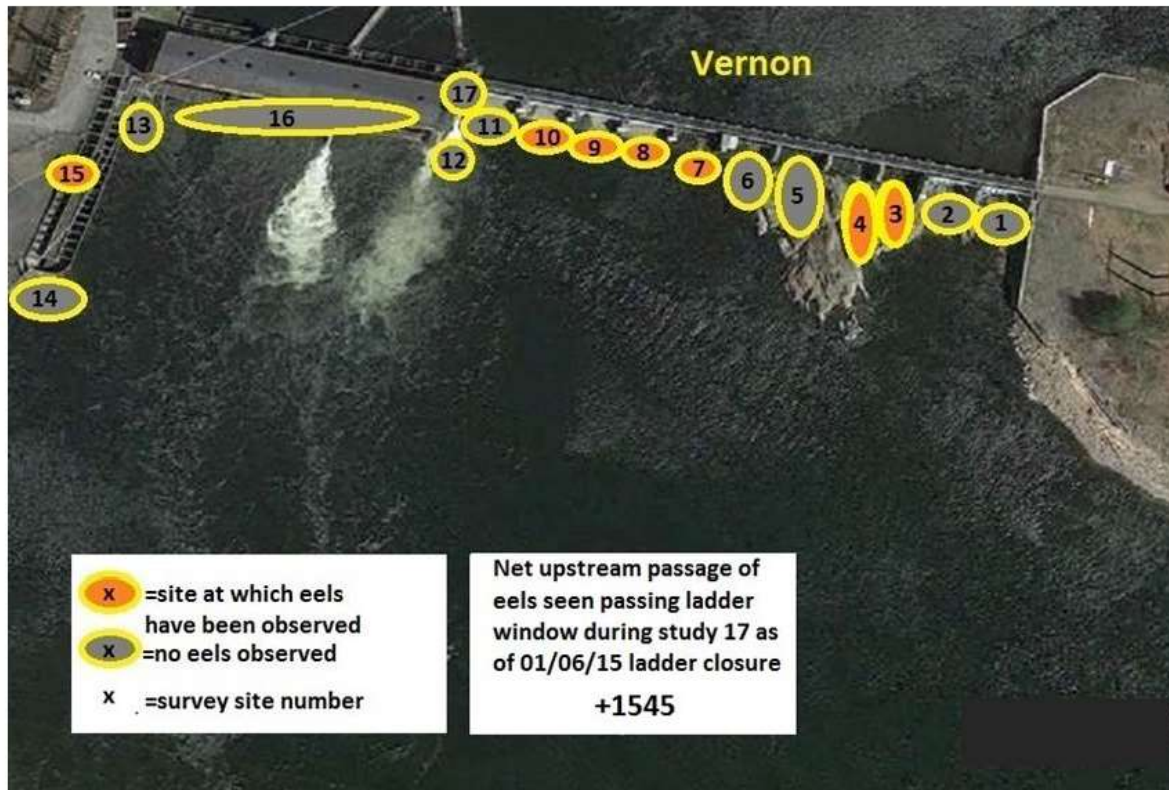 Vernon
17
13
16
11
10
9
8
12
7
15
6
5
4
3
2
1
14
x =site at which eels
have been observed
x =no eels observed
x =survey site number
Net upstream passage of
eels seen passing ladder
window during study 17 as
of 01/06/15 ladder closure
+1545